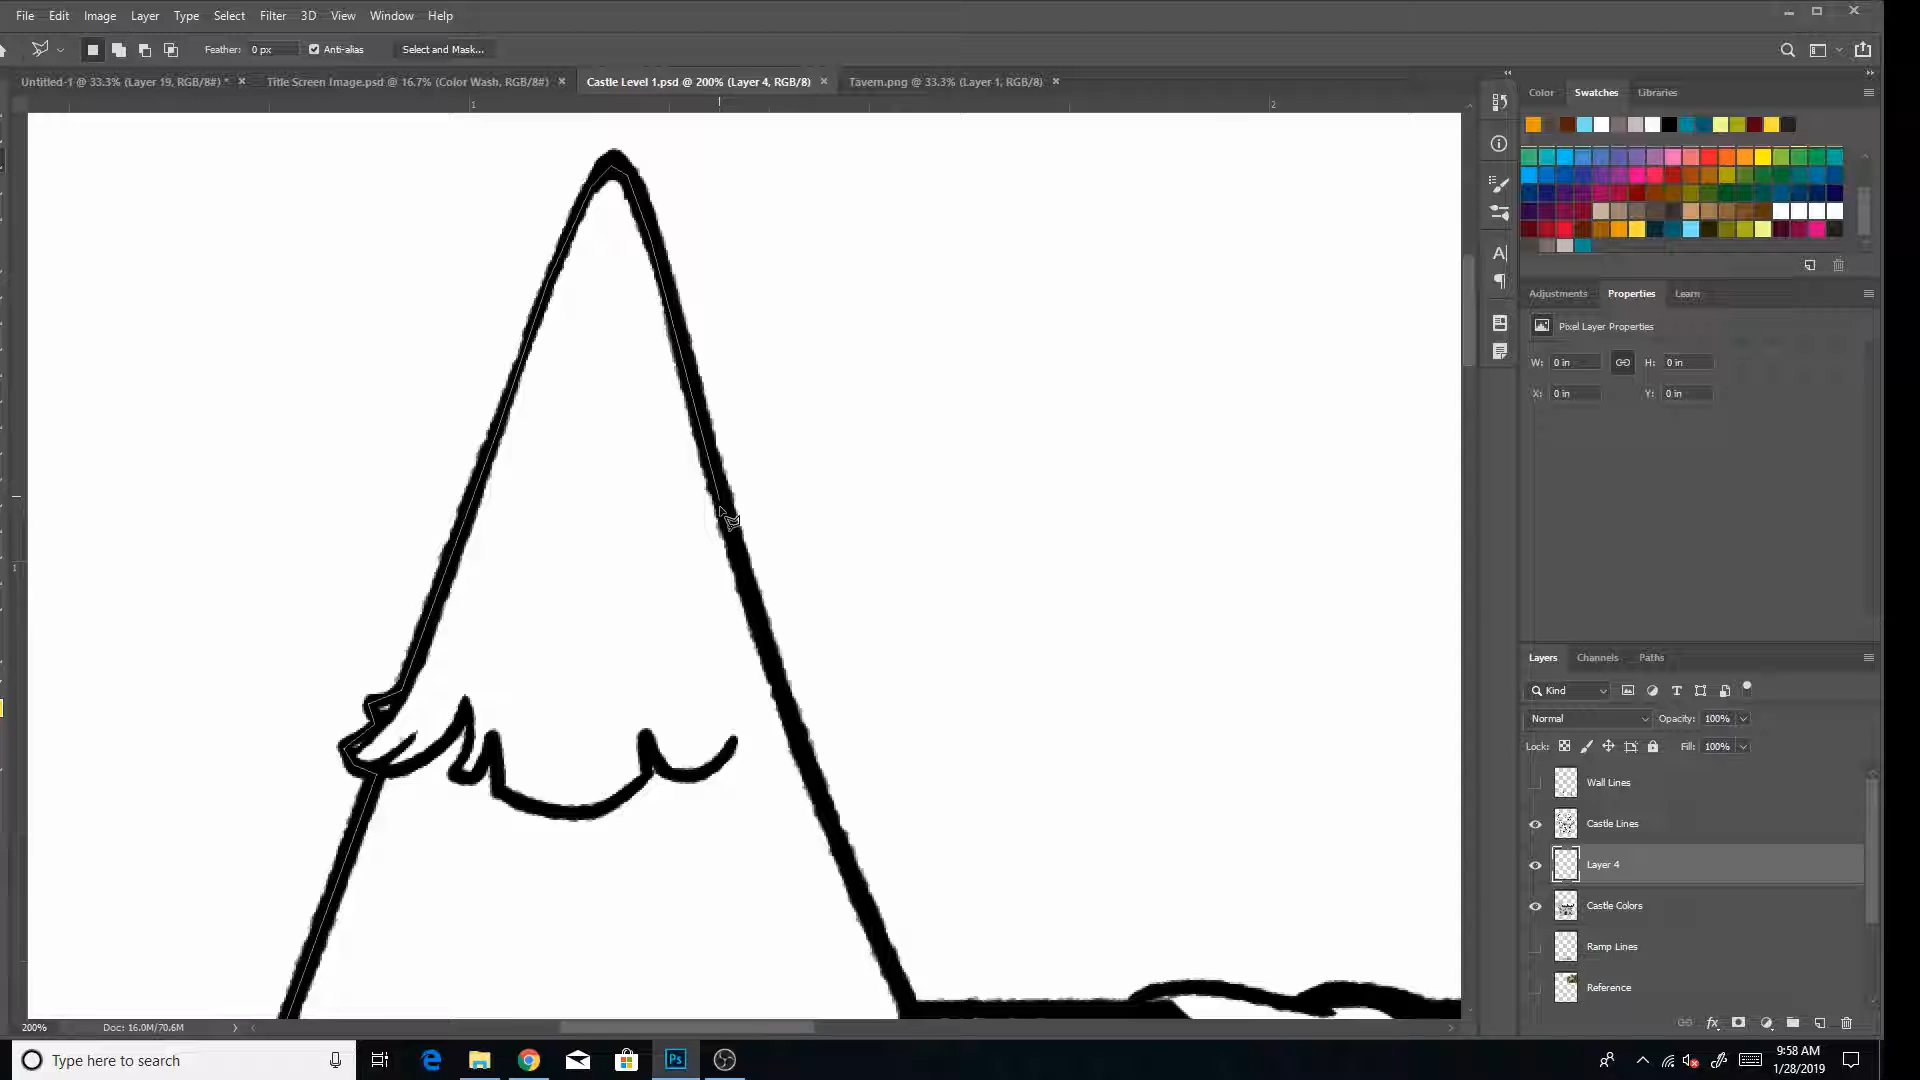 File Edit Image Layer Type Select Filter 3D View Window Help
Feather: 0 px Anti-alias Select and Mask...
Untitled-1 @ 33.3% (Layer 19, RGB/8#) * Title Screen Image.psd @ 16.7% (Color Wash, RGB/8#) Castle Level 1.psd @ 200% (Layer 4, RGB/8) Tavern.png @ 33.3% (Layer 1, RGB/8)
Color Swatches Libraries
1 2
1
Adjustments Properties Learn
Pixel Layer Properties
W: 0 in H: 0 in
X: 0 in Y: 0 in
Layers Channels Paths
Kind
Normal Opacity: 100%
Lock: Fill: 100%
Wall Lines
Castle Lines
Layer 4
Castle Colors
Ramp Lines
Reference
200% Doc: 16.0M/70.6M
Type here to search
Ps
9:58 AM
1/28/2019